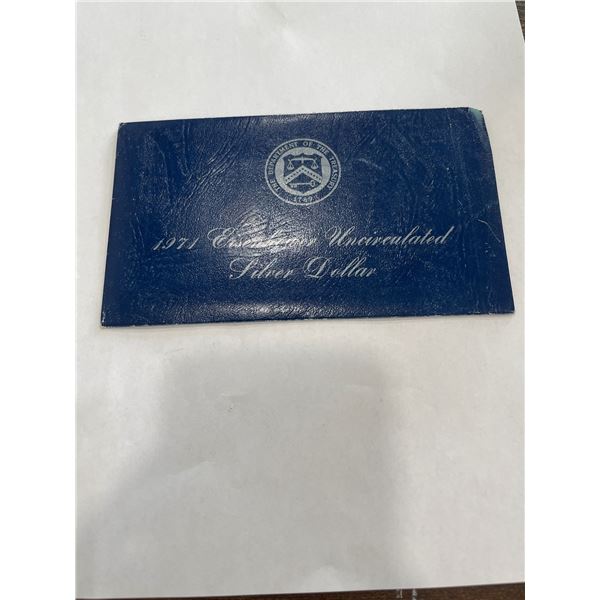 THE DEPARTMENT OF THE TREASURY
1789
1971 Eisenhower Uncirculated
Silver Dollar